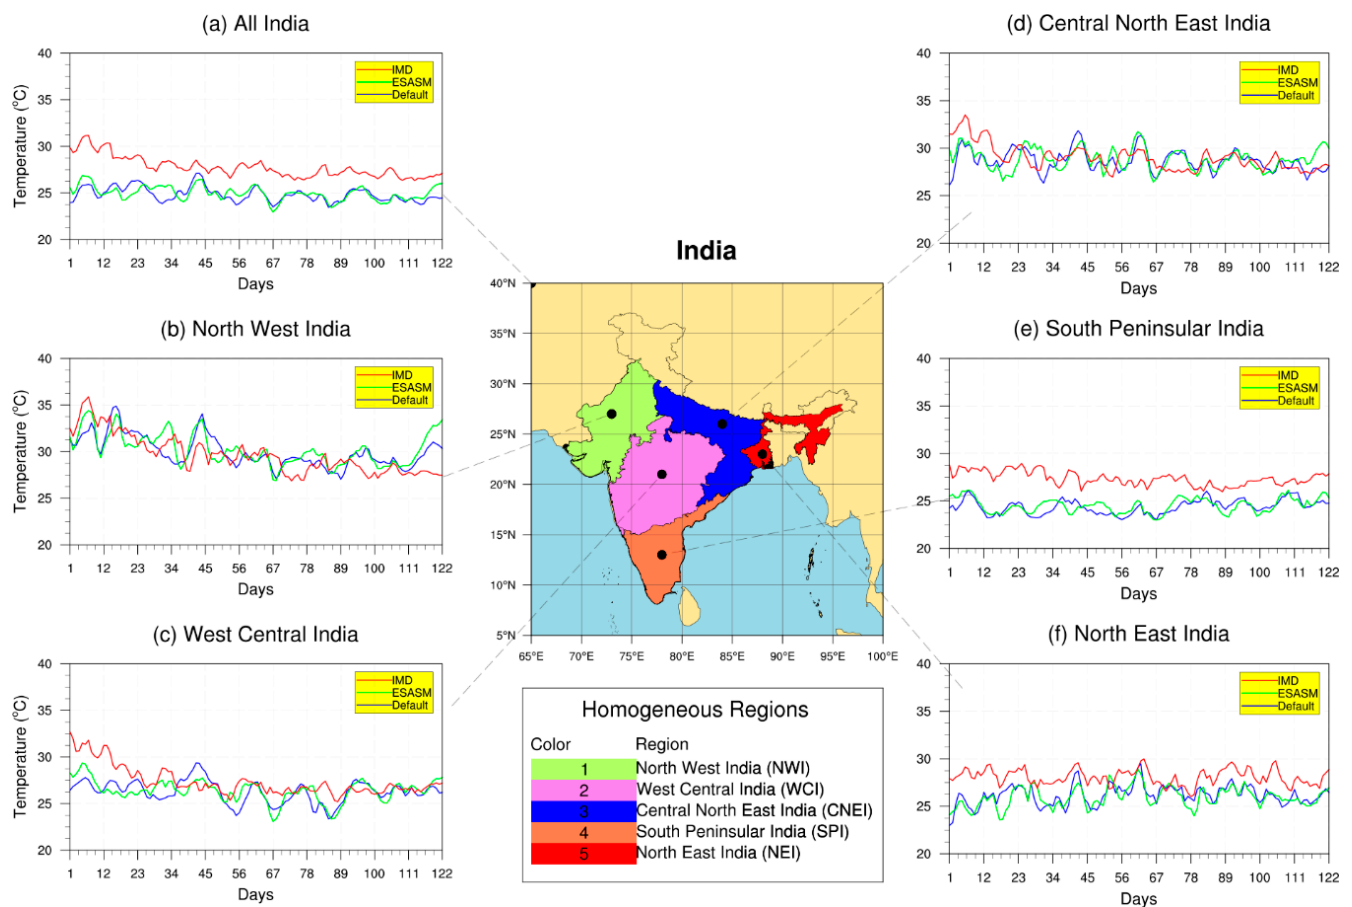 (a) All India
Temperature (°C)
40
35
30
25
20
IMD
ESASM
Default
1 12 23 34 45 56 67 78 89 100 111 122
Days
(b) North West India
Temperature (°C)
40
35
30
25
20
IMD
ESASM
Default
1 12 23 34 45 56 67 78 89 100 111 122
Days
(c) West Central India
Temperature (°C)
40
35
30
25
20
IMD
ESASM
Default
1 12 23 34 45 56 67 78 89 100 111 122
Days
India
40°N
35°N
30°N
25°N
20°N
15°N
10°N
5°N
65°E 70°E 75°E 80°E 85°E 90°E 95°E 100°E
Homogeneous Regions
Color Region
1 North West India (NWI)
2 West Central India (WCI)
3 Central North East India (CNEI)
4 South Peninsular India (SPI)
5 North East India (NEI)
(d) Central North East India
40
35
30
25
20
IMD
ESASM
Default
1 12 23 34 45 56 67 78 89 100 111 122
Days
(e) South Peninsular India
40
35
30
25
20
IMD
ESASM
Default
1 12 23 34 45 56 67 78 89 100 111 122
Days
(f) North East India
40
35
30
25
20
IMD
ESASM
Default
1 12 23 34 45 56 67 78 89 100 111 122
Days